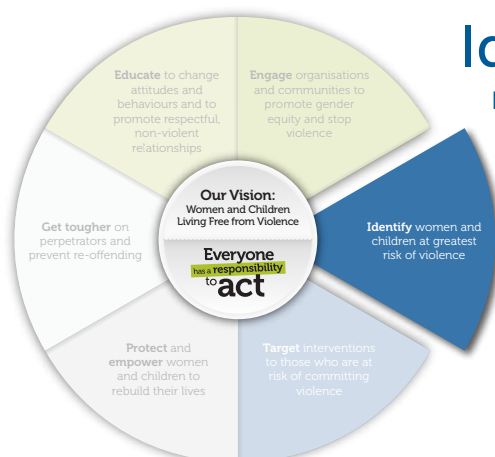 Educate to change
attitudes and
behaviours and to
promote respectful,
non-violent
relationships
Engage organisations
and communities to
promote gender
equity and stop
violence
Get tougher on
perpetrators and
prevent re-offending
Our Vision:
Women and Children
Living Free from Violence
Everyone
has a responsibility
to act
Identify women and
children at greatest
risk of violence
Protect and
empower women
and children to
rebuild their lives
Target interventions
to those who are at
risk of committing
violence